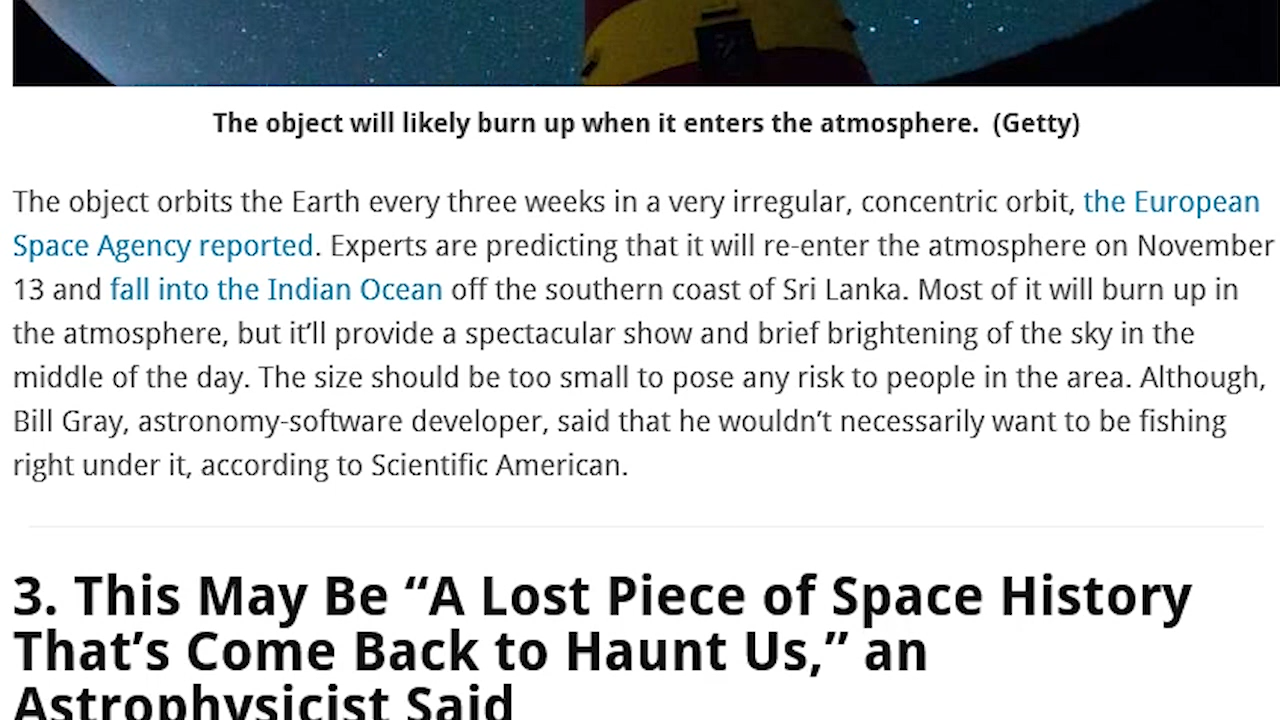 The object will likely burn up when it enters the atmosphere. (Getty)
The object orbits the Earth every three weeks in a very irregular, concentric orbit, the European
Space Agency reported. Experts are predicting that it will re-enter the atmosphere on November
13 and fall into the Indian Ocean off the southern coast of Sri Lanka. Most of it will burn up in
the atmosphere, but it’ll provide a spectacular show and brief brightening of the sky in the
middle of the day. The size should be too small to pose any risk to people in the area. Although,
Bill Gray, astronomy-software developer, said that he wouldn’t necessarily want to be fishing
right under it, according to Scientific American.
3. This May Be “A Lost Piece of Space History
That’s Come Back to Haunt Us,” an
Astrophysicist Said